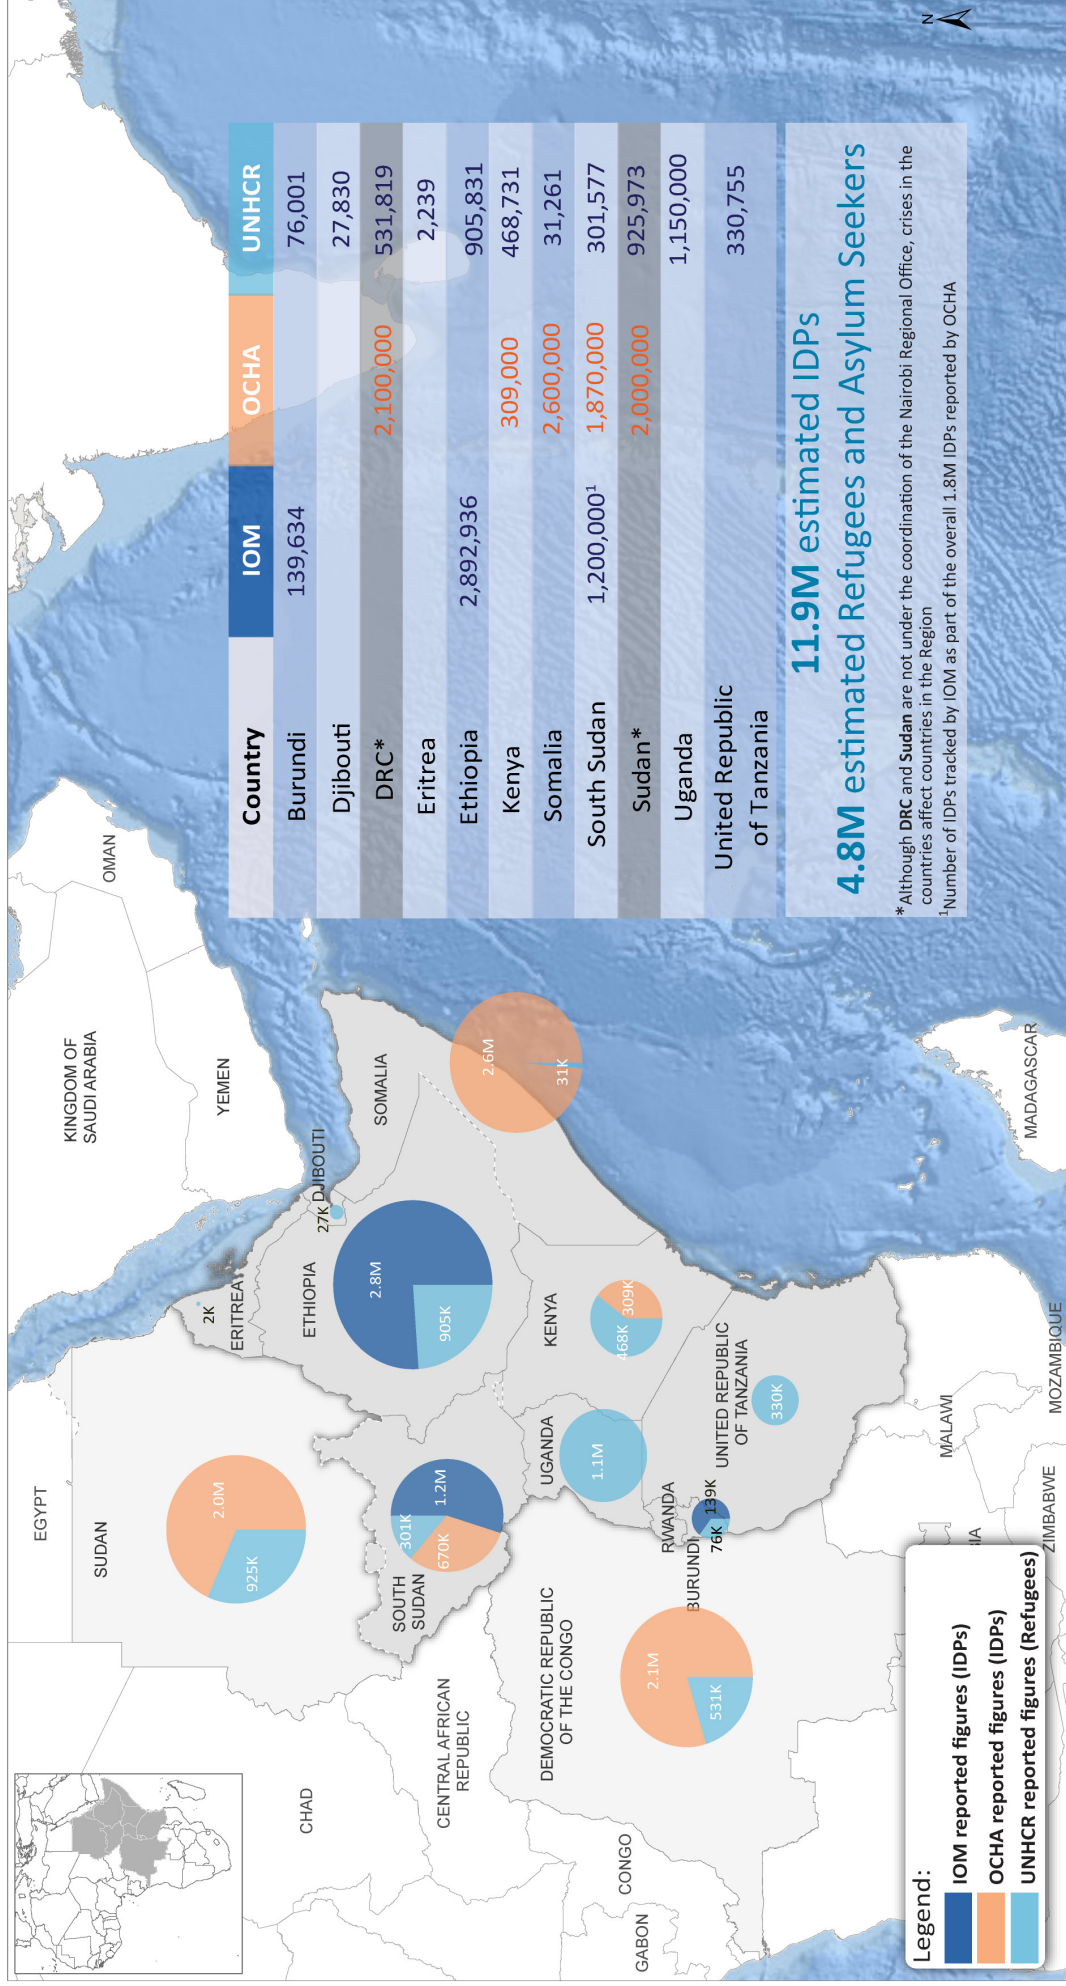 EGYPT
KINGDOM OF
SAUDI ARABIA
OMAN
YEMEN
SUDAN
CHAD
ERITREA
2K
2.0M
925K
27K DJIBOUTI
ETHIOPIA
2.8M
905K
SOMALIA
SOUTH
SUDAN
301K
1.2M
670K
CENTRAL AFRICAN
REPUBLIC
2.6M
31K
UGANDA
1.1M
KENYA
468K
309K
DEMOCRATIC REPUBLIC
OF THE CONGO
2.1M
531K
RWANDA
BURUNDI
76K
139K
UNITED REPUBLIC
OF TANZANIA
330K
CONGO
GABON
MALAWI
ZIMBABWE
MOZAMBIQUE
MADAGASCAR
BIA
Country IOM OCHA UNHCR
Burundi 139,634 76,001
Djibouti 27,830
DRC* 2,100,000 531,819
Eritrea 2,239
Ethiopia 2,892,936 905,831
Kenya 309,000 468,731
Somalia 2,600,000 31,261
South Sudan 1,200,000¹ 1,870,000 301,577
Sudan* 2,000,000 925,973
Uganda 1,150,000
United Republic
of Tanzania 330,755
11.9M estimated IDPs
4.8M estimated Refugees and Asylum Seekers
* Although DRC and Sudan are not under the coordination of the Nairobi Regional Office, crises in the
countries affect countries in the Region
¹Number of IDPs tracked by IOM as part of the overall 1.8M IDPs reported by OCHA
Legend:
IOM reported figures (IDPs)
OCHA reported figures (IDPs)
UNHCR reported figures (Refugees)
N